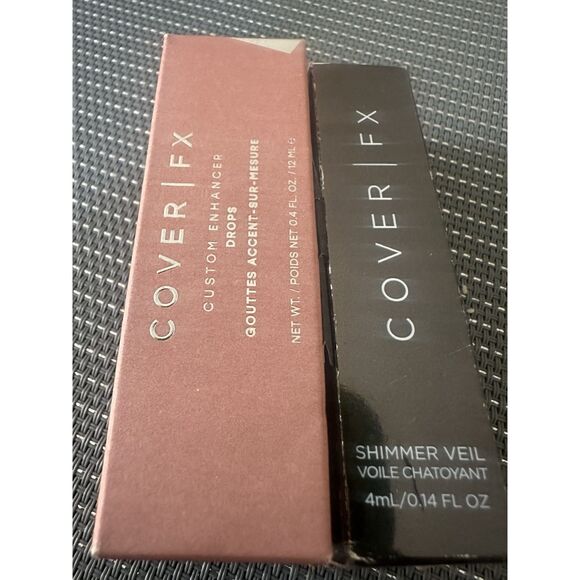 COVER | FX
CUSTOM ENHANCER
DROPS
GOUTTES ACCENT-SUR-MESURE
NET WT. / POIDS NET 0.4 FL. OZ. / 12 ML ℮
COVER | FX
SHIMMER VEIL
VOILE CHATOYANT
4mL/0.14 FL OZ